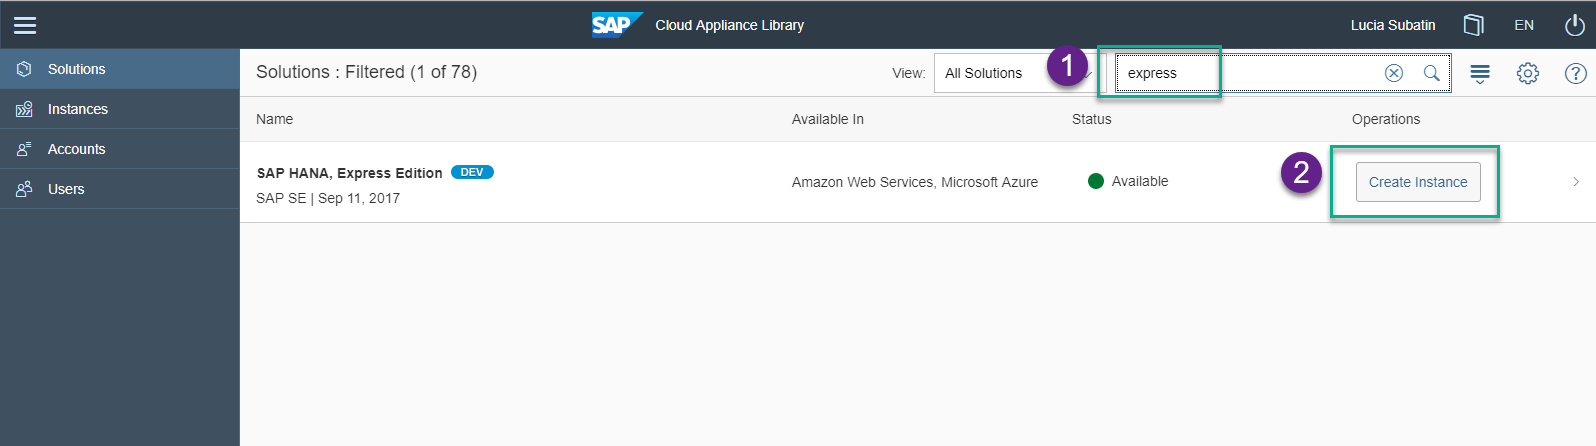 SAP Cloud Appliance Library Lucia Subatin EN
Solutions
Instances
Accounts
Users
Solutions : Filtered (1 of 78) View: All Solutions 1 express
Name Available In Status Operations
SAP HANA, Express Edition DEV
SAP SE | Sep 11, 2017
Amazon Web Services, Microsoft Azure Available 2 Create Instance